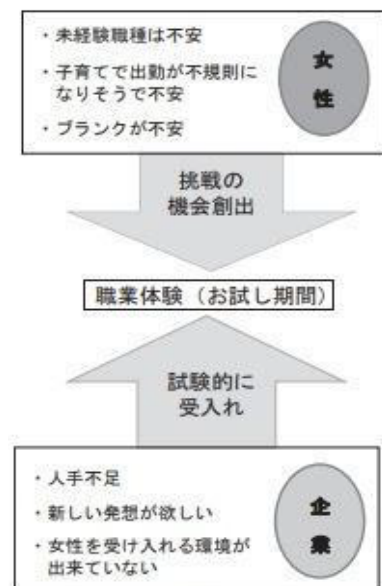 ・未経験職種は不安
・子育てで出勤が不規則に
なりそうで不安
・ブランクが不安
女
性
挑戦の
機会創出
職業体験（お試し期間）
試験的に
受入れ
・人手不足
・新しい発想が欲しい
・女性を受け入れる環境が
出来ていない
企
業